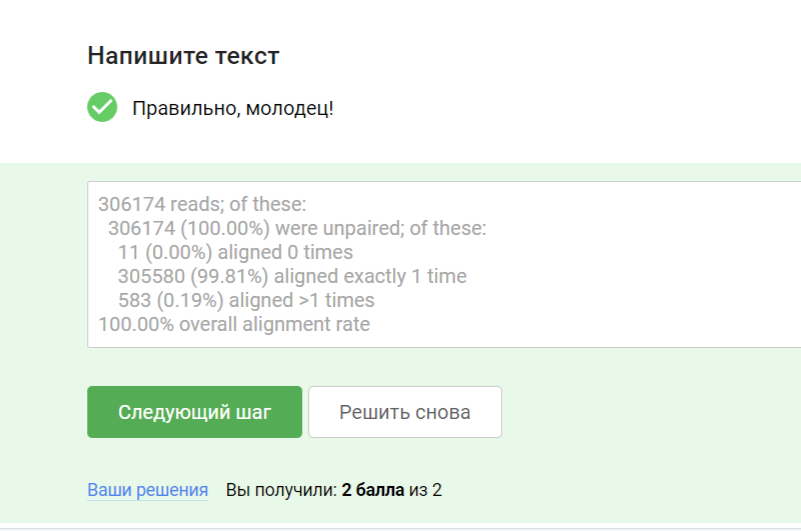 Напишите текст
Правильно, молодец!
306174 reads; of these:
306174 (100.00%) were unpaired; of these:
11 (0.00%) aligned 0 times
305580 (99.81%) aligned exactly 1 time
583 (0.19%) aligned >1 times
100.00% overall alignment rate
Следующий шаг Решить снова
Ваши решения Вы получили: 2 балла из 2